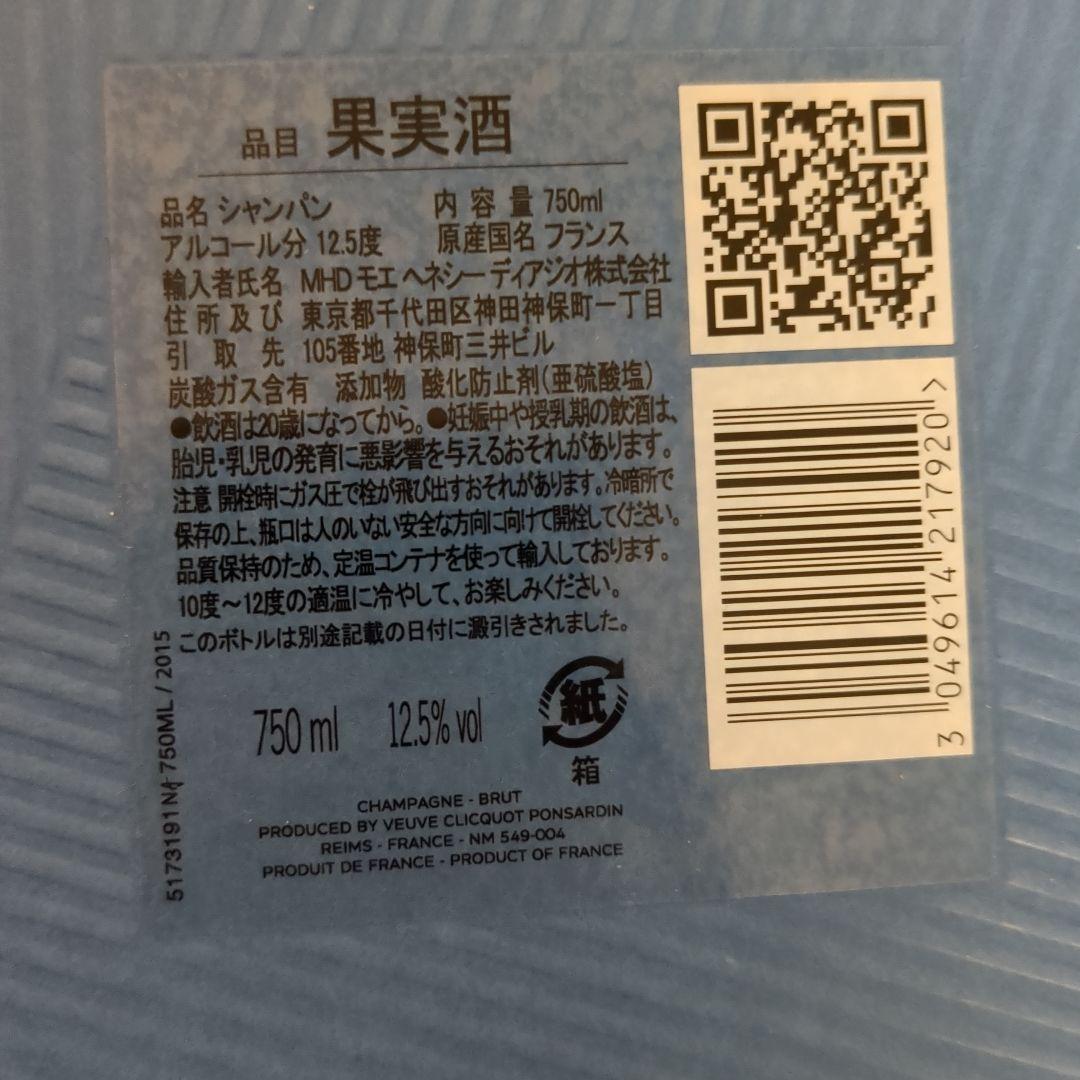 品目 果実酒
品名 シャンパン 内容量 750ml
アルコール分 12.5度 原産国名 フランス
輸入者氏名 MHD モエ ヘネシー ディアジオ株式会社
住所及び 東京都千代田区神田神保町一丁目
引取先 105番地 神保町三井ビル
炭酸ガス含有 添加物 酸化防止剤(亜硫酸塩)
●飲酒は20歳になってから。●妊娠中や授乳期の飲酒は、
胎児・乳児の発育に悪影響を与えるおそれがあります。
注意 開栓時にガス圧で栓が飛び出すおそれがあります。冷暗所で
保存の上、瓶口は人のいない安全な方向に向けて開栓してください。
品質保持のため、定温コンテナを使って輸入しております。
10度～12度の適温に冷やして、お楽しみください。
このボトルは別途記載の日付に澱引きされました。
750 ml 12.5% vol
紙
箱
CHAMPAGNE - BRUT
PRODUCED BY VEUVE CLICQUOT PONSARDIN
REIMS - FRANCE - NM 549-004
PRODUIT DE FRANCE - PRODUCT OF FRANCE
750ML / 2015
3 049614 217920 >